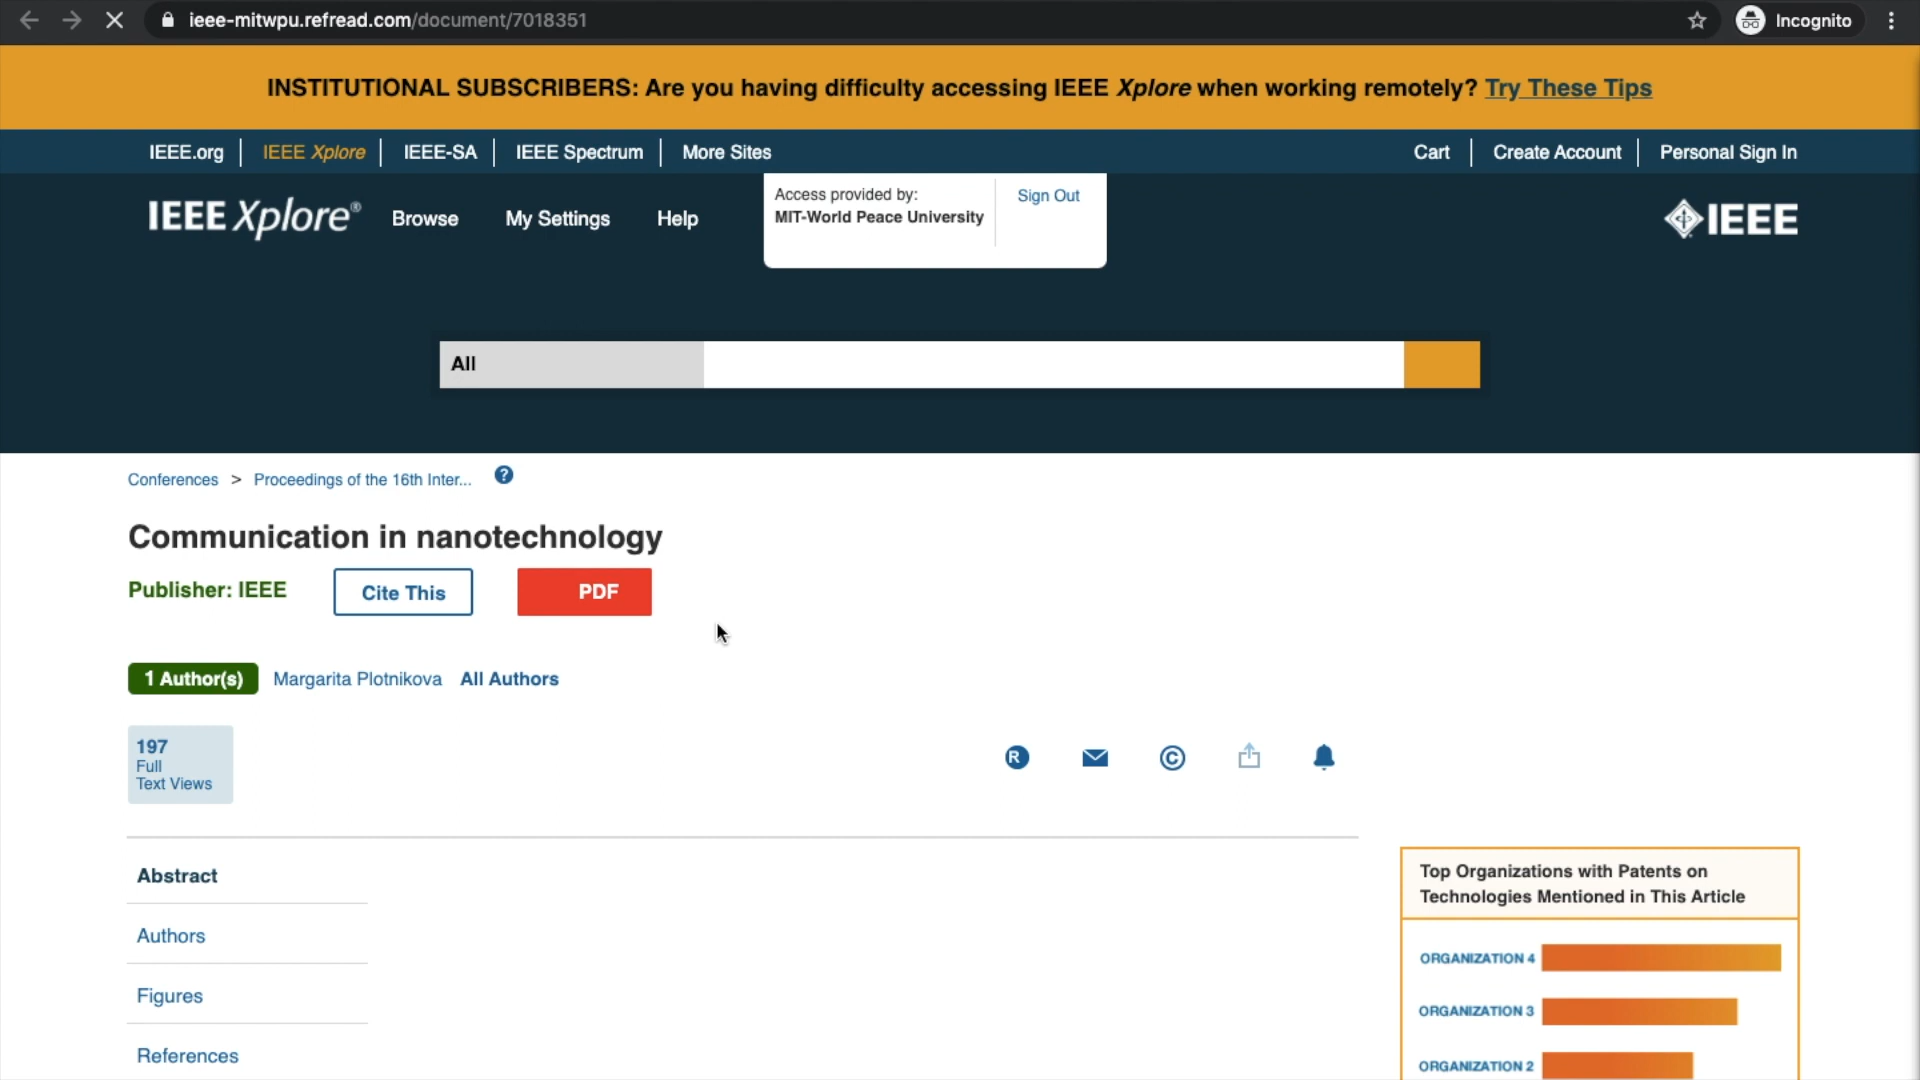 ieee-mitwpu.refread.com/document/7018351
Incognito
INSTITUTIONAL SUBSCRIBERS: Are you having difficulty accessing IEEE Xplore when working remotely? Try These Tips
IEEE.org IEEE Xplore IEEE-SA IEEE Spectrum More Sites
Cart Create Account Personal Sign In
IEEE Xplore®
Browse My Settings Help
Access provided by:
MIT-World Peace University
Sign Out
IEEE
All
Conferences > Proceedings of the 16th Inter... ?
Communication in nanotechnology
Publisher: IEEE
Cite This
PDF
1 Author(s) Margarita Plotnikova All Authors
197
Full
Text Views
R
©
Abstract
Authors
Figures
References
Top Organizations with Patents on
Technologies Mentioned in This Article
ORGANIZATION 4
ORGANIZATION 3
ORGANIZATION 2